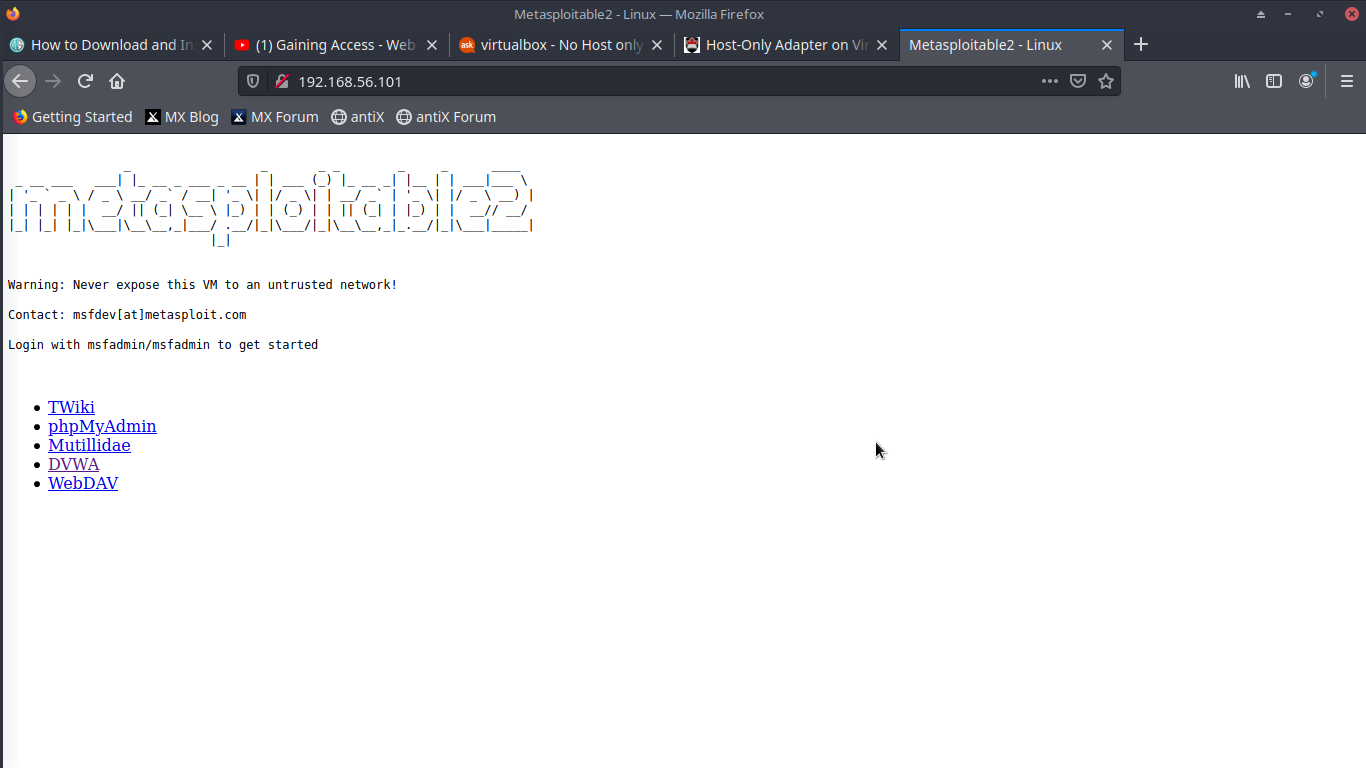 Metasploitable2 - Linux — Mozilla Firefox
How to Download and In
(1) Gaining Access - Web
ask virtualbox - No Host only
Host-Only Adapter on Vir
Metasploitable2 - Linux
192.168.56.101
Getting Started MX Blog MX Forum antiX antiX Forum
metasploitable2
Warning: Never expose this VM to an untrusted network!
Contact: msfdev[at]metasploit.com
Login with msfadmin/msfadmin to get started
TWiki
phpMyAdmin
Mutillidae
DVWA
WebDAV